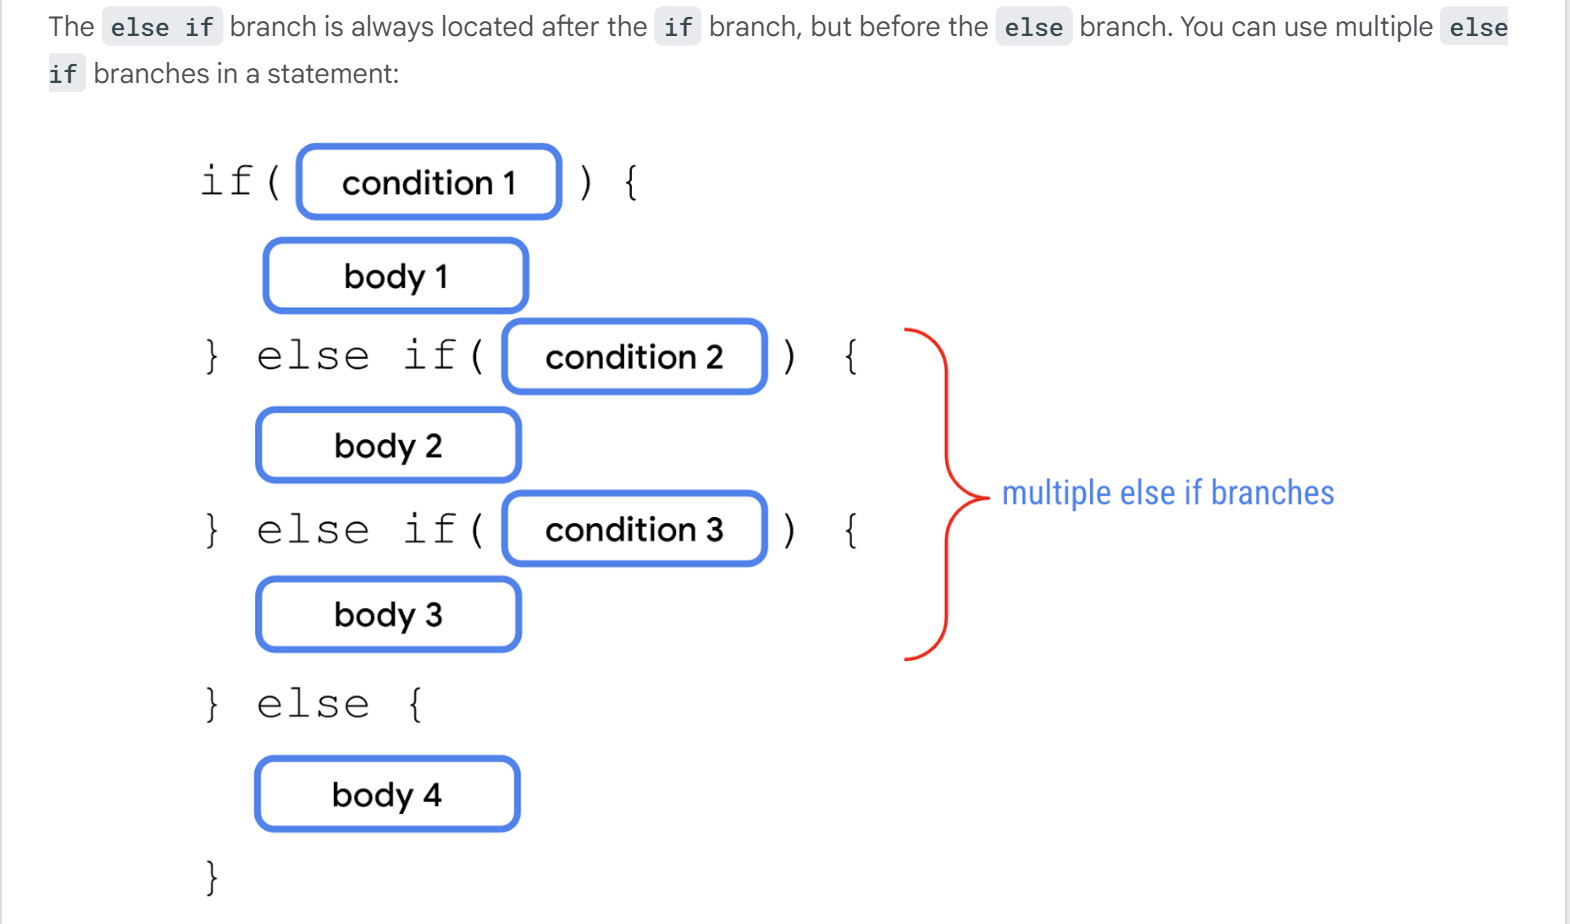 The else if branch is always located after the if branch, but before the else branch. You can use multiple else
if branches in a statement:
if( condition 1 ) {
body 1
} else if( condition 2 ) {
body 2
} else if( condition 3 ) {
multiple else if branches
body 3
} else {
body 4
}